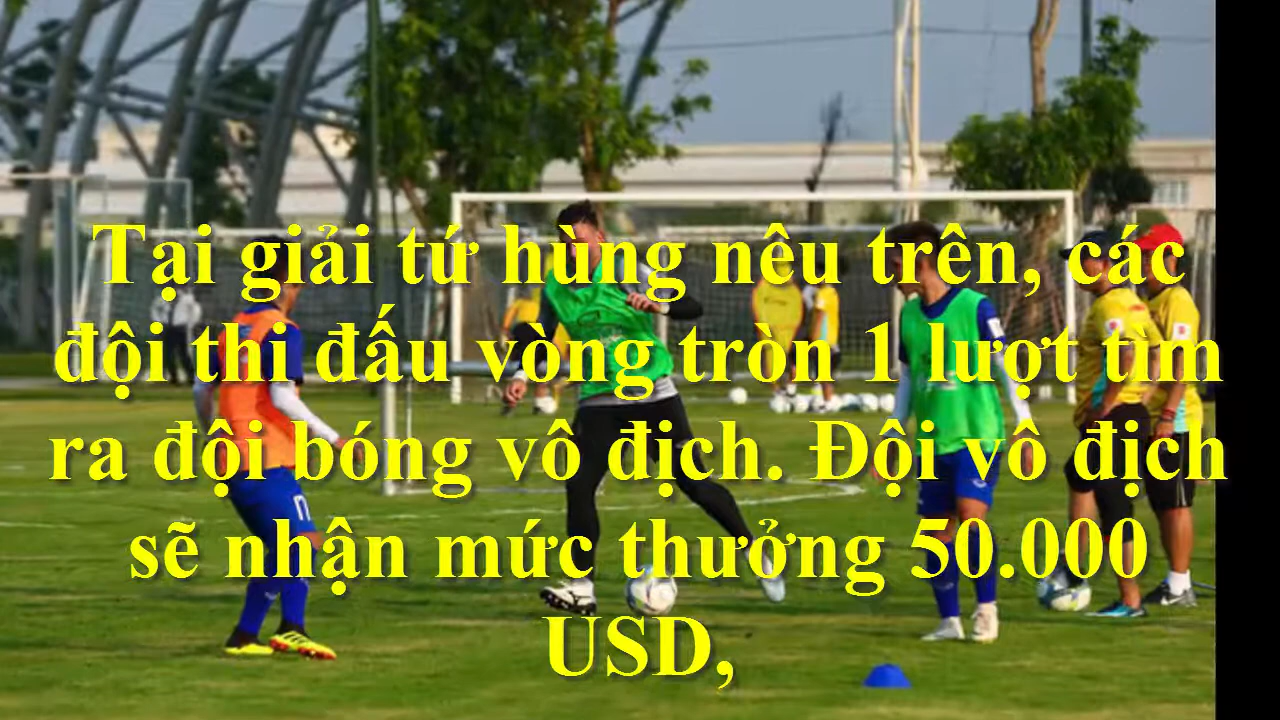 Tại giải tứ hùng nêu trên, các
đội thi đấu vòng tròn 1 lượt tìm
ra đội bóng vô địch. Đội vô địch
sẽ nhận mức thưởng 50.000
USD,